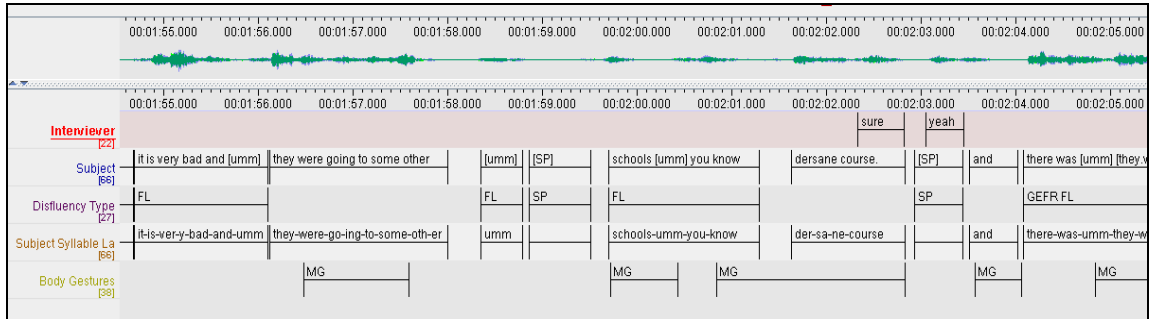 00:01:55.000 00:01:56.000 00:01:57.000 00:01:58.000 00:01:59.000 00:02:00.000 00:02:01.000 00:02:02.000 00:02:03.000 00:02:04.000 00:02:05.000
00:01:55.000 00:01:56.000 00:01:57.000 00:01:58.000 00:01:59.000 00:02:00.000 00:02:01.000 00:02:02.000 00:02:03.000 00:02:04.000 00:02:05.000
sure yeah
Interviever
[22]
it is very bad and [umm] they were going to some other [umm] [SP] schools [umm] you know dersane course. [SP] and there was [umm] [they.w
Subject
[66]
FL FL SP FL SP GEFR FL
Disfluency Type
[27]
it-is-ver-y-bad-and-umm they-were-go-ing-to-some-oth-er umm schools-umm-you-know der-sa-ne-course and there-was-umm-they-w
Subject Syllable La
[66]
MG MG MG MG MG
Body Gestures
[38]